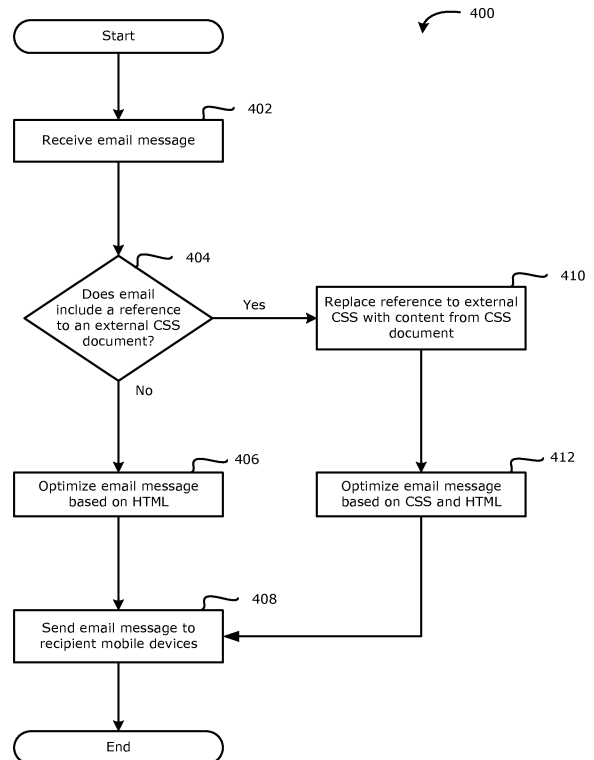 400
Start
402
Receive email message
404
Does email
include a reference
to an external CSS
document?
Yes
410
Replace reference to external
CSS with content from CSS
document
No
406
Optimize email message
based on HTML
412
Optimize email message
based on CSS and HTML
408
Send email message to
recipient mobile devices
End